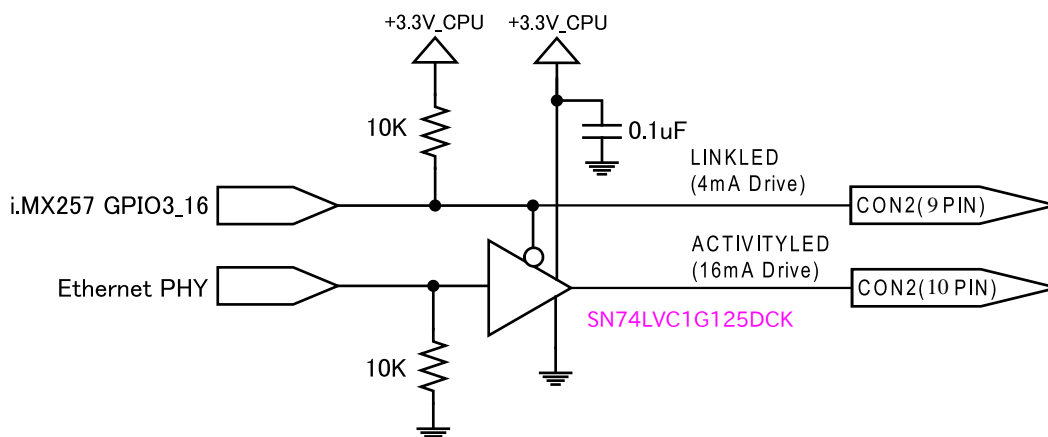 +3.3V_CPU
+3.3V_CPU
10K
0.1uF
LINKLED
(4mA Drive)
i.MX257 GPIO3_16
CON2(9PIN)
ACTIVITYLED
(16mA Drive)
Ethernet PHY
CON2(10PIN)
SN74LVC1G125DCK
10K